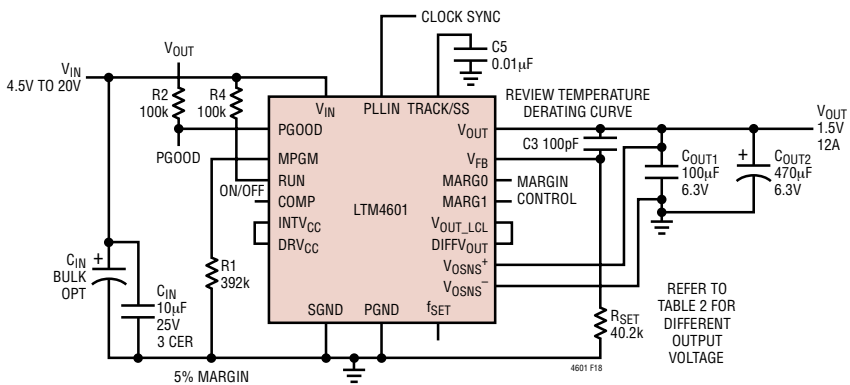 CLOCK SYNC
C5
0.01µF
VOUT
VIN
4.5V TO 20V
R2
100k
R4
100k
PGOOD
ON/OFF
VIN
PLLIN
TRACK/SS
PGOOD
MPGM
RUN
COMP
INTVCC
DRVCC
LTM4601
SGND
PGND
fSET
VOUT
VFB
MARG0
MARG1
VOUT_LCL
DIFFVOUT
VOSNS+
VOSNS–
REVIEW TEMPERATURE
DERATING CURVE
C3 100pF
MARGIN
CONTROL
VOUT
1.5V
12A
COUT1
100µF
6.3V
+
COUT2
470µF
6.3V
CIN
BULK
OPT
+
CIN
10µF
25V
3 CER
R1
392k
5% MARGIN
RSET
40.2k
REFER TO
TABLE 2 FOR
DIFFERENT
OUTPUT
VOLTAGE
4601 F18